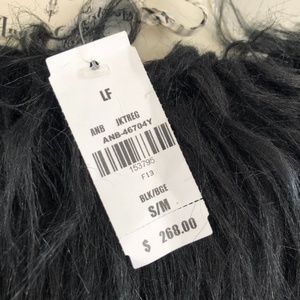 LF
ANB JKTREG
ANB-46704Y
153795
F13
BLK/BGE
S/M
$ 268.00